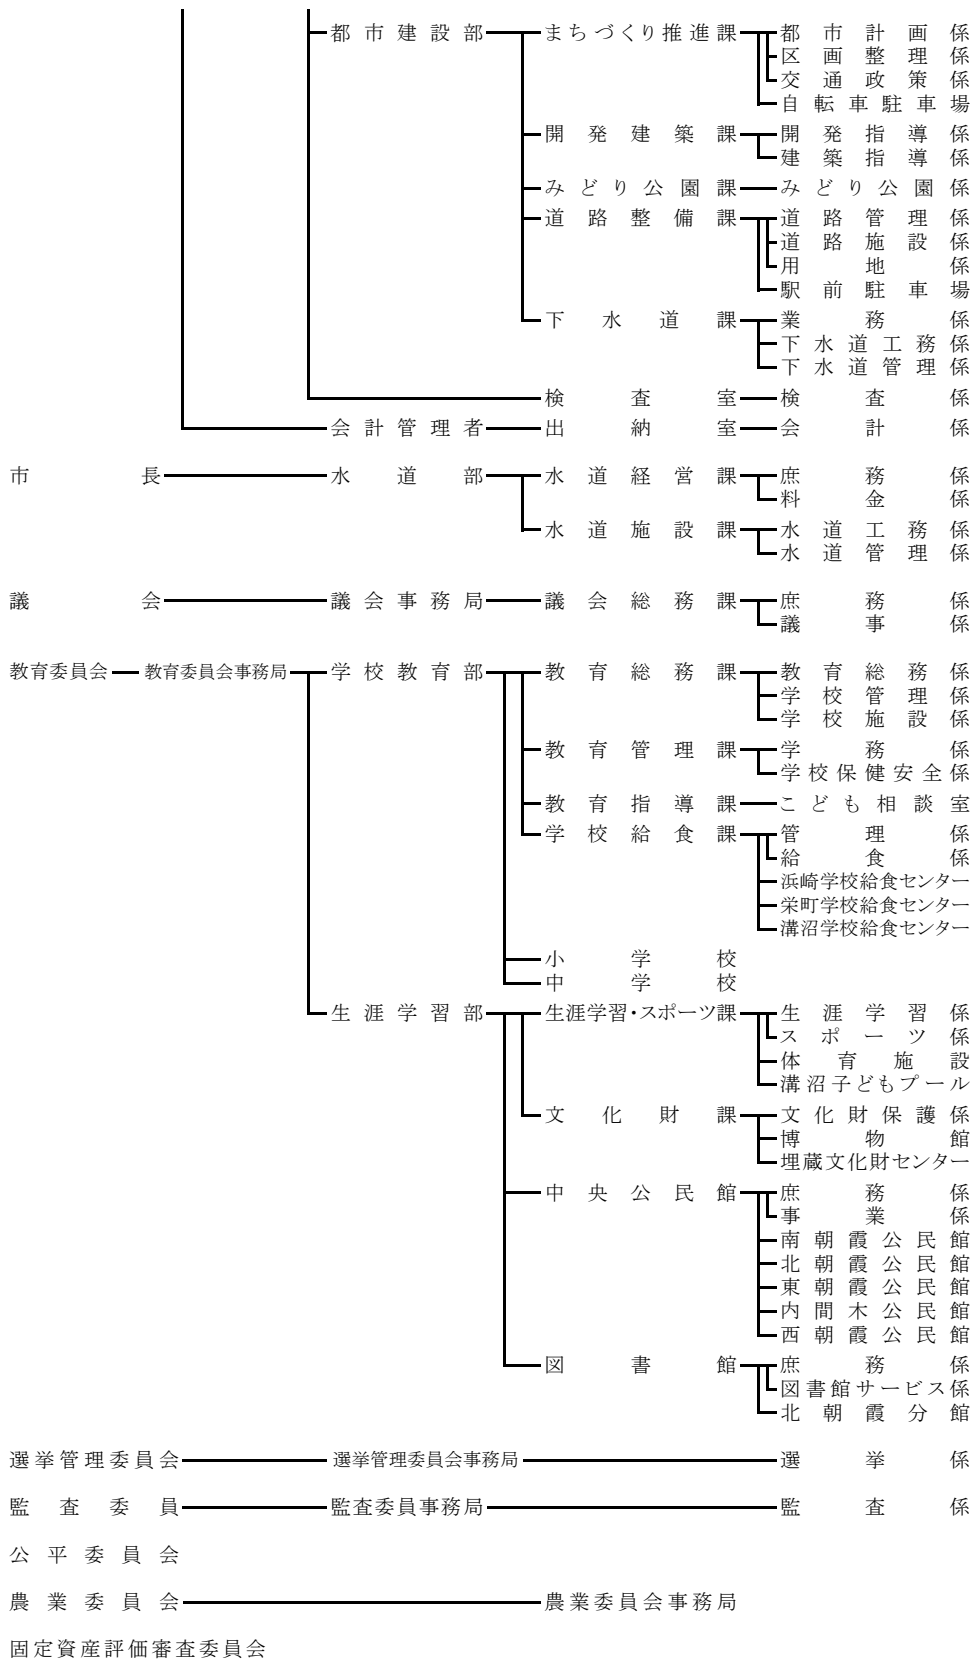 都市建設部 まちづくり推進課 都市計画係
区画整理係
交通政策係
自転車駐車場
開発建築課 開発指導係
建築指導係
みどり公園課 みどり公園係
道路整備課 道路管理係
道路施設係
用地係
駅前駐車場
下水道課 業務係
下水道工務係
下水道管理係
検査室 検査係
会計管理者 出納室 会計係
市長 水道部 水道経営課 庶務係
料金係
水道施設課 水道工務係
水道管理係
議会 議会事務局 議会総務課 庶務係
議事係
教育委員会 教育委員会事務局 学校教育部 教育総務課 教育総務係
学校管理係
学校施設係
教育管理課 学務係
学校保健安全係
教育指導課 こども相談室
学校給食課 管理係
給食係
浜崎学校給食センター
栄町学校給食センター
溝沼学校給食センター
小学校
中学校
生涯学習部 生涯学習・スポーツ課 生涯学習係
スポーツ係
体育施設
溝沼子どもプール
文化財課 文化財保護係
博物館
埋蔵文化財センター
中央公民館 庶務係
事業係
南朝霞公民館
北朝霞公民館
東朝霞公民館
内間木公民館
西朝霞公民館
図書館 庶務係
図書館サービス係
北朝霞分館
選挙管理委員会 選挙管理委員会事務局 選挙係
監査委員 監査委員事務局 監査係
公平委員会
農業委員会 農業委員会事務局
固定資産評価審査委員会